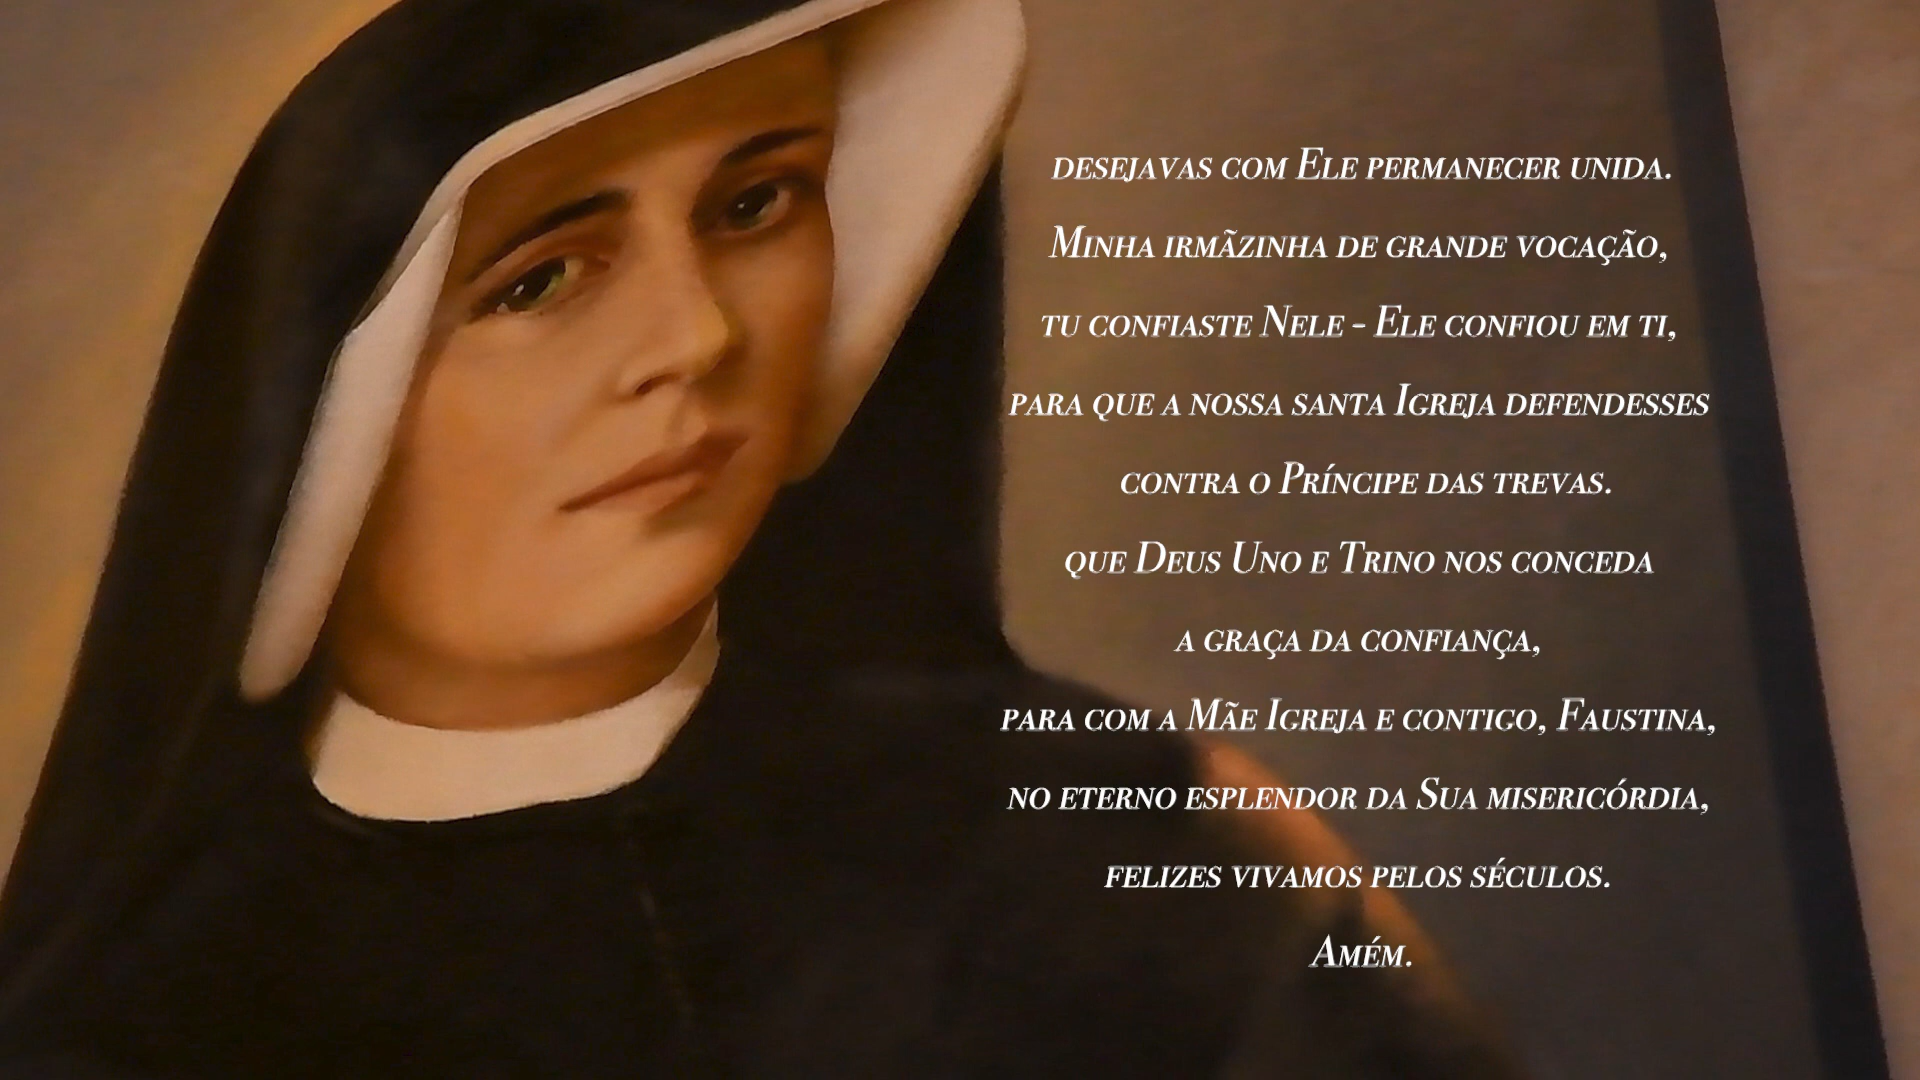 desejavas com Ele permanecer unida.
Minha irmãzinha de grande vocação,
tu confiaste Nele - Ele confiou em ti,
para que a nossa santa Igreja defendesses
contra o Príncipe das trevas.
que Deus Uno e Trino nos conceda
a graça da confiança,
para com a Mãe Igreja e contigo, Faustina,
no eterno esplendor da Sua misericórdia,
felizes vivamos pelos séculos.
Amém.